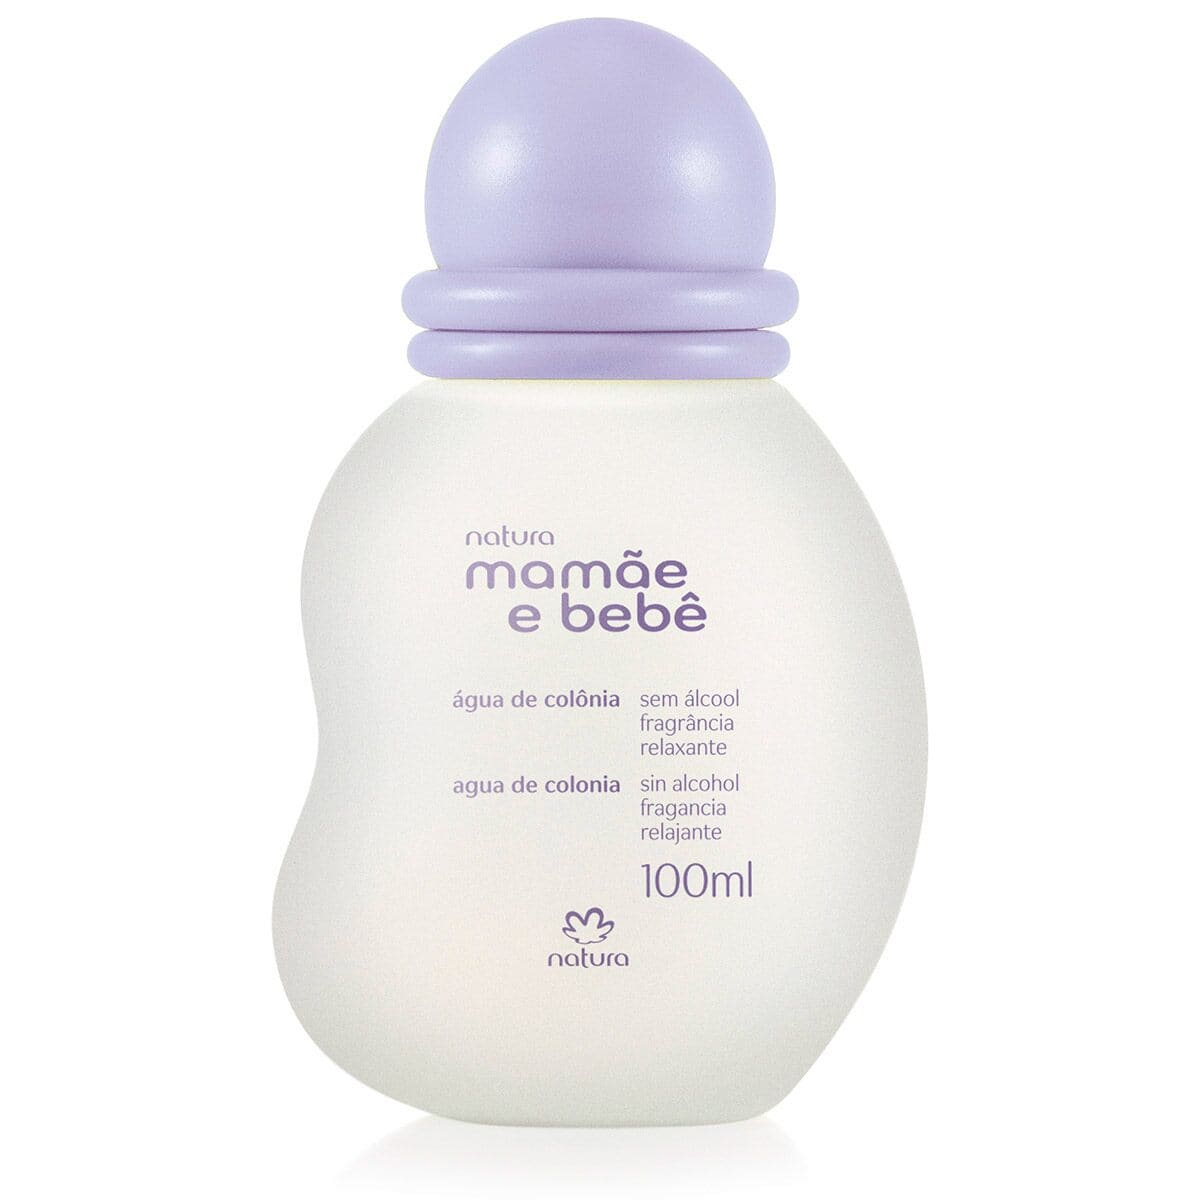 natura
mamãe
e bebê
água de colônia sem álcool
fragrância
relaxante
agua de colonia sin alcohol
fragancia
relajante
100ml
natura